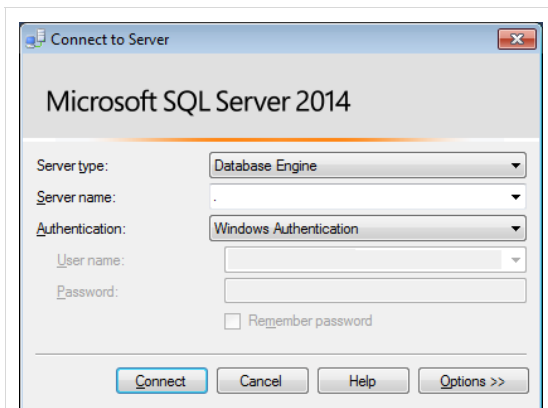 Connect to Server
Microsoft SQL Server 2014
Server type: Database Engine
Server name: .
Authentication: Windows Authentication
User name:
Password:
Remember password
Connect Cancel Help Options >>